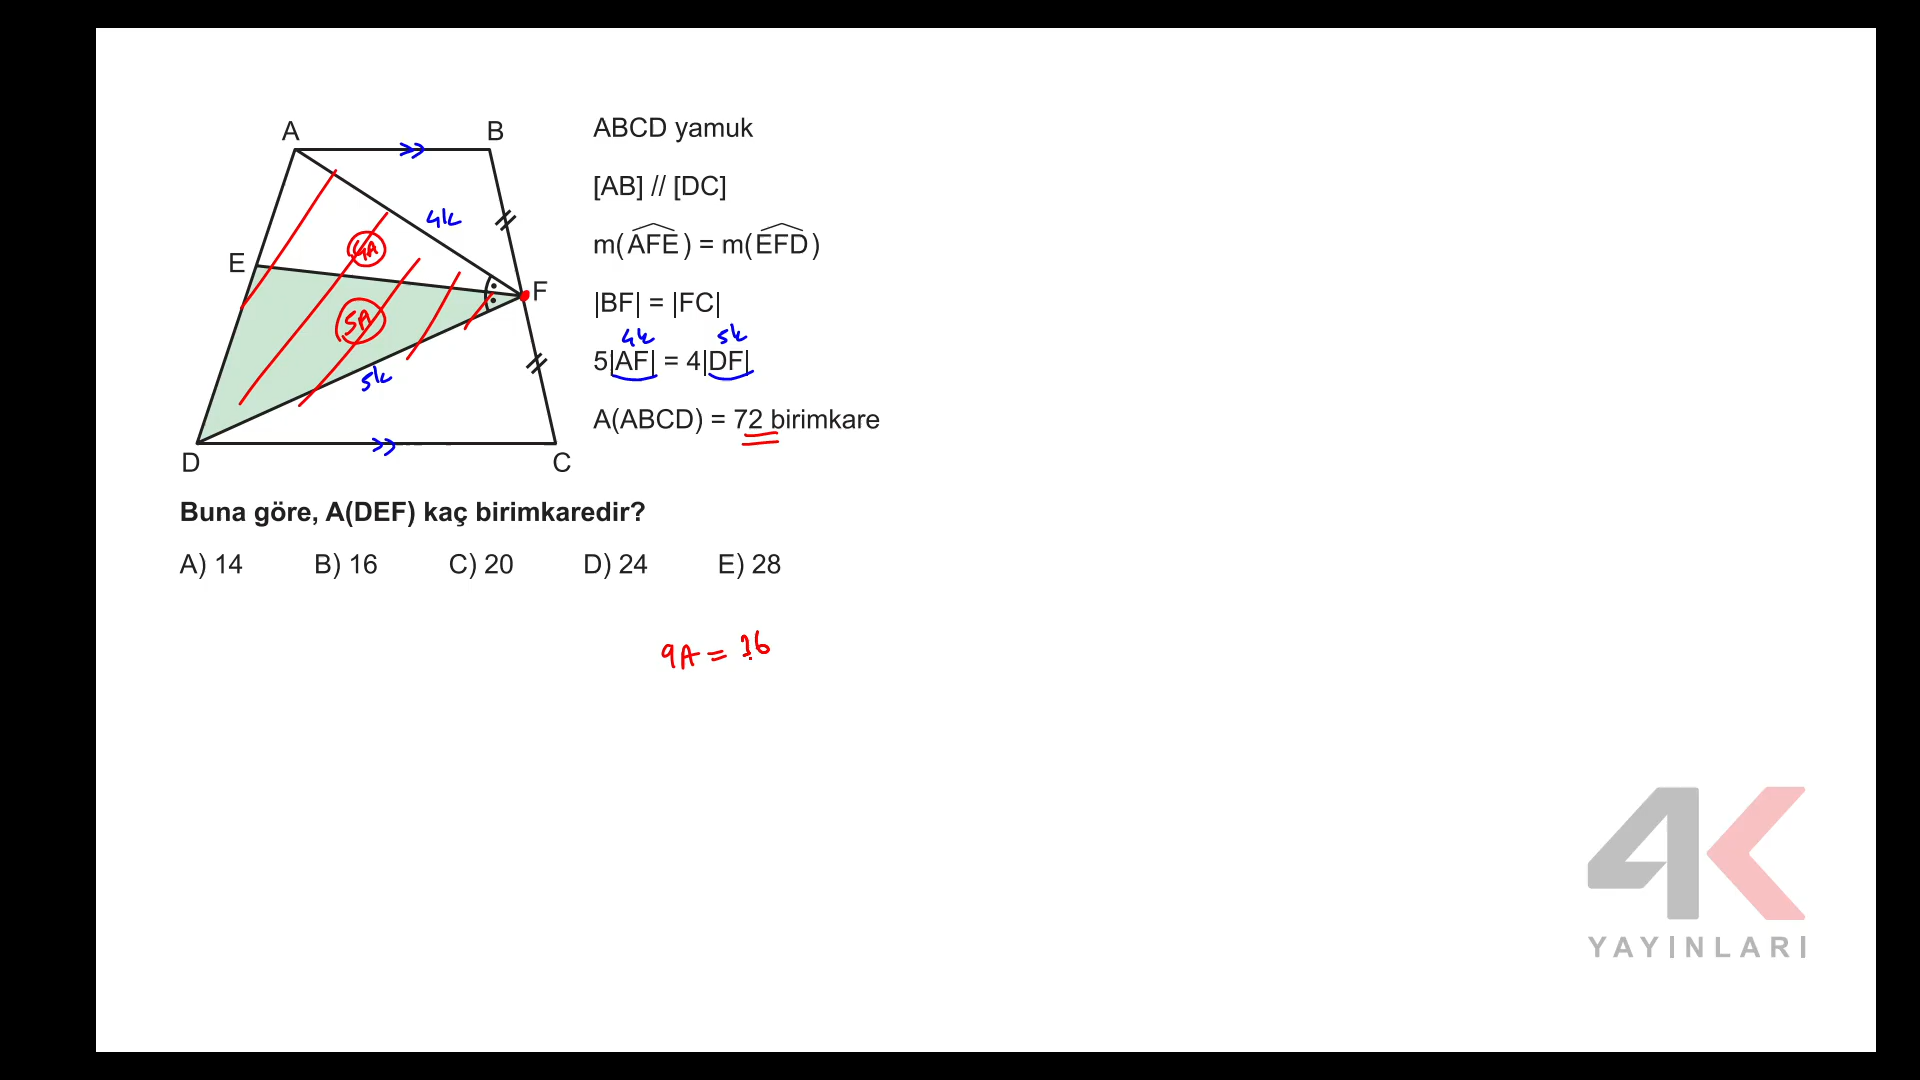 A
B
ABCD yamuk
[AB] // [DC]
4k
4A
E
m(AFE) = m(EFD)
F
|BF| = |FC|
5A
4k 5k
5|AF| = 4|DF|
5k
A(ABCD) = 72 birimkare
D
C
Buna göre, A(DEF) kaç birimkaredir?
A) 14 B) 16 C) 20 D) 24 E) 28
9A = 36
4K
YAYINLARI